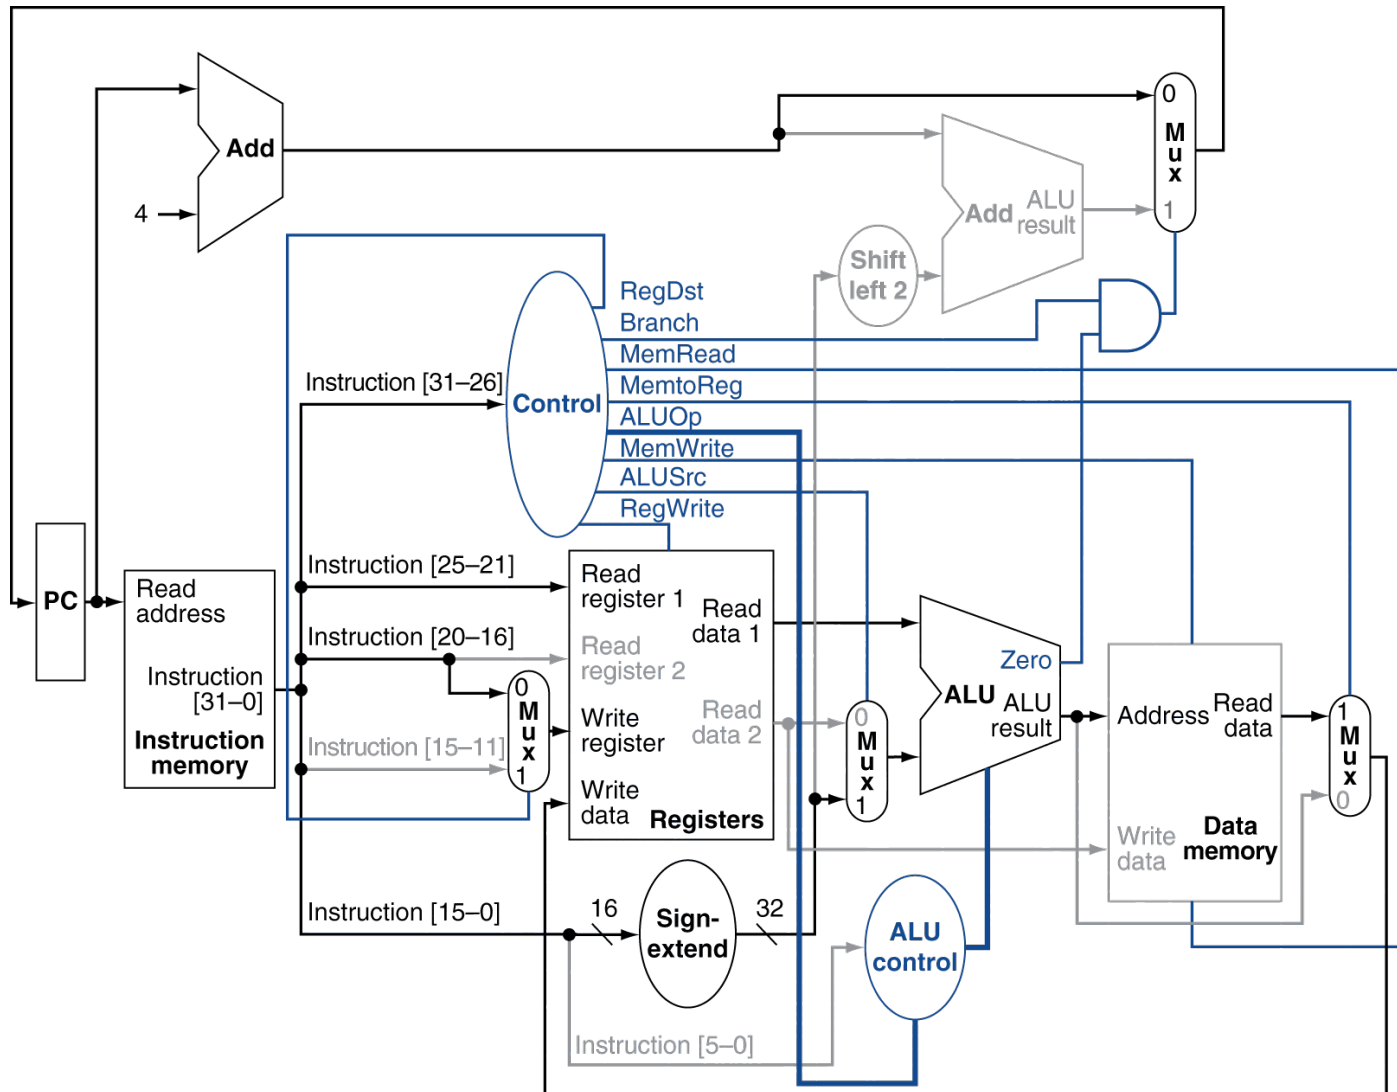 0
M
u
x
1
Add
4
Add
ALU
result
Shift
left 2
RegDst
Branch
MemRead
MemtoReg
ALUOp
MemWrite
ALUSrc
RegWrite
Instruction [31–26]
Control
PC
Read
address
Instruction
[31–0]
Instruction
memory
Instruction [25–21]
Instruction [20–16]
Instruction [15–11]
0
M
u
x
1
Read
register 1
Read
register 2
Write
register
Write
data
Read
data 1
Read
data 2
Registers
0
M
u
x
1
Zero
ALU
ALU
result
Address
Read
data
Write
data
Data
memory
1
M
u
x
0
Instruction [15–0]
16
Sign-
extend
32
ALU
control
Instruction [5–0]